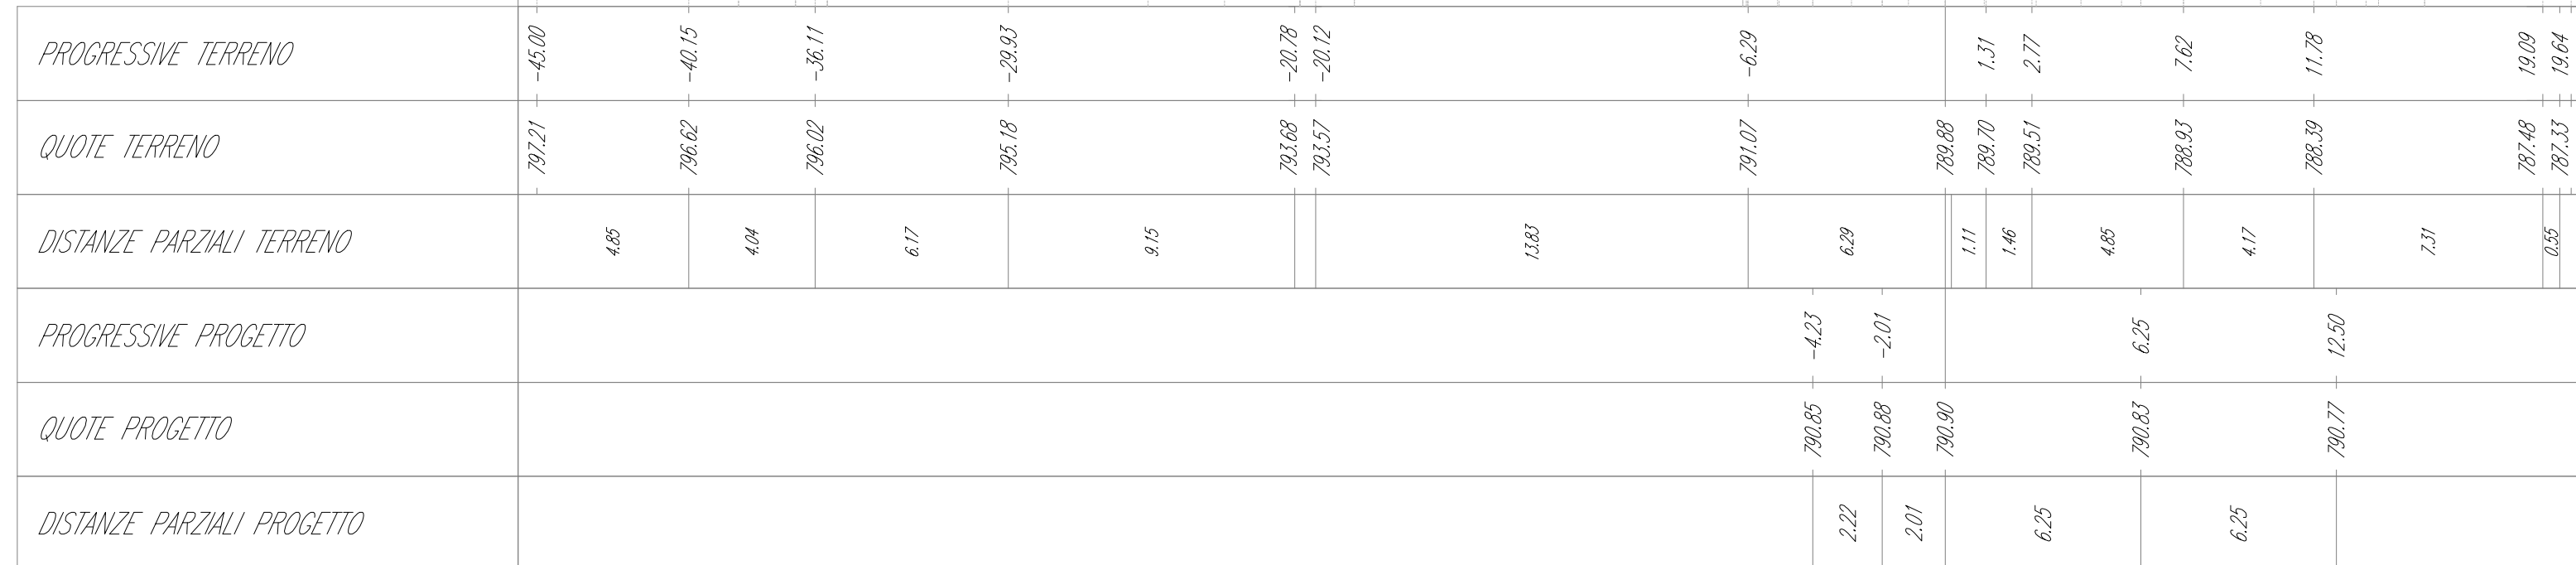 PROGRESSIVE TERRENO -45.00 -40.15 -36.11 -29.93 -20.78 -20.12 -6.29 1.31 2.77 7.62 11.78 19.09 19.64
QUOTE TERRENO 797.21 796.62 796.02 795.18 793.68 793.57 791.07 789.88 789.70 789.51 788.93 788.39 787.48 787.33
DISTANZE PARZIALI TERRENO 4.85 4.04 6.17 9.15 13.83 6.29 1.11 1.46 4.85 4.17 7.31 0.55
PROGRESSIVE PROGETTO -4.23 -2.01 6.25 12.50
QUOTE PROGETTO 790.85 790.88 790.90 790.83 790.77
DISTANZE PARZIALI PROGETTO 2.22 2.01 6.25 6.25